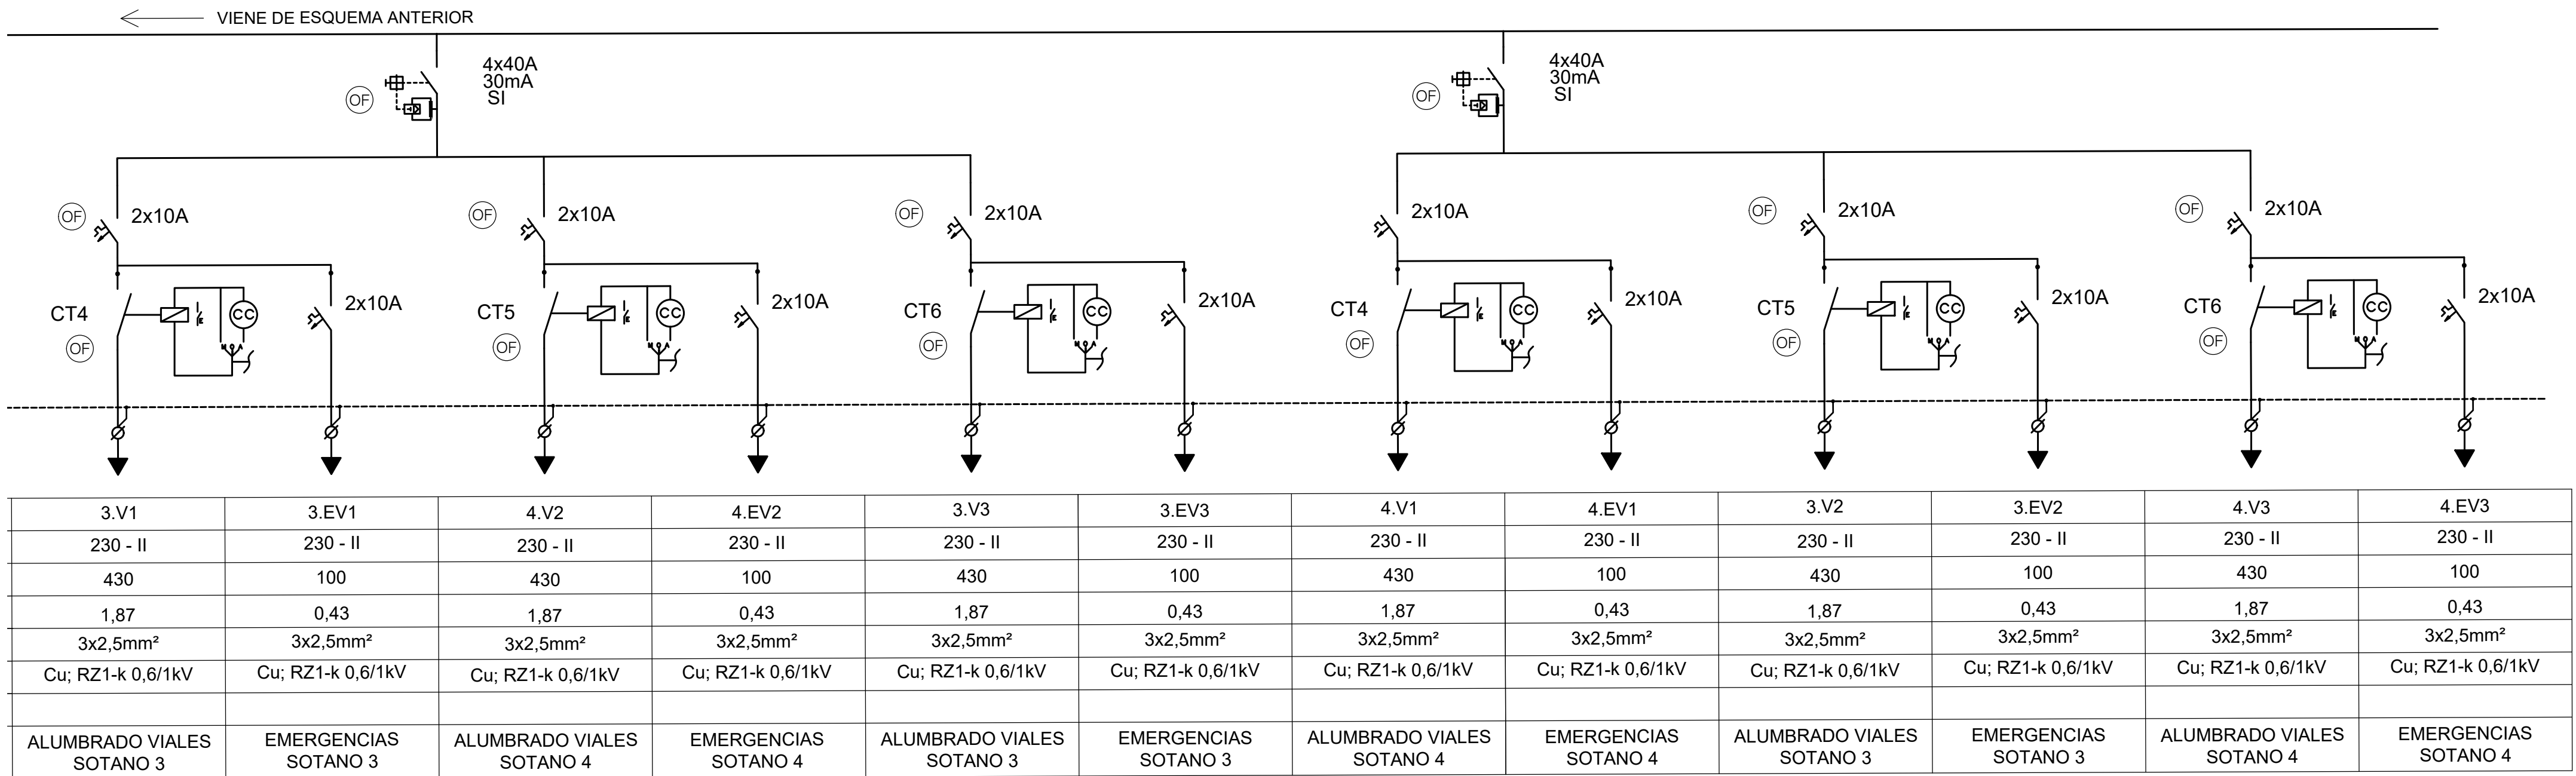 VIENE DE ESQUEMA ANTERIOR
4x40A
30mA
SI
OF
4x40A
30mA
SI
OF
OF 2x10A
OF 2x10A
OF 2x10A
2x10A
OF 2x10A
OF 2x10A
CT4 CC 2x10A
OF
CT5 CC 2x10A
OF
CT6 CC 2x10A
OF
CT4 CC 2x10A
OF
CT5 CC 2x10A
OF
CT6 CC 2x10A
OF
3.V1 3.EV1 4.V2 4.EV2 3.V3 3.EV3 4.V1 4.EV1 3.V2 3.EV2 4.V3 4.EV3
230 - II 230 - II 230 - II 230 - II 230 - II 230 - II 230 - II 230 - II 230 - II 230 - II 230 - II 230 - II
430 100 430 100 430 100 430 100 430 100 430 100
1,87 0,43 1,87 0,43 1,87 0,43 1,87 0,43 1,87 0,43 1,87 0,43
3x2,5mm² 3x2,5mm² 3x2,5mm² 3x2,5mm² 3x2,5mm² 3x2,5mm² 3x2,5mm² 3x2,5mm² 3x2,5mm² 3x2,5mm² 3x2,5mm² 3x2,5mm²
Cu; RZ1-k 0,6/1kV Cu; RZ1-k 0,6/1kV Cu; RZ1-k 0,6/1kV Cu; RZ1-k 0,6/1kV Cu; RZ1-k 0,6/1kV Cu; RZ1-k 0,6/1kV Cu; RZ1-k 0,6/1kV Cu; RZ1-k 0,6/1kV Cu; RZ1-k 0,6/1kV Cu; RZ1-k 0,6/1kV Cu; RZ1-k 0,6/1kV Cu; RZ1-k 0,6/1kV
ALUMBRADO VIALES EMERGENCIAS ALUMBRADO VIALES EMERGENCIAS ALUMBRADO VIALES EMERGENCIAS ALUMBRADO VIALES EMERGENCIAS ALUMBRADO VIALES EMERGENCIAS ALUMBRADO VIALES EMERGENCIAS
SOTANO 3 SOTANO 3 SOTANO 4 SOTANO 4 SOTANO 3 SOTANO 3 SOTANO 4 SOTANO 4 SOTANO 3 SOTANO 3 SOTANO 4 SOTANO 4